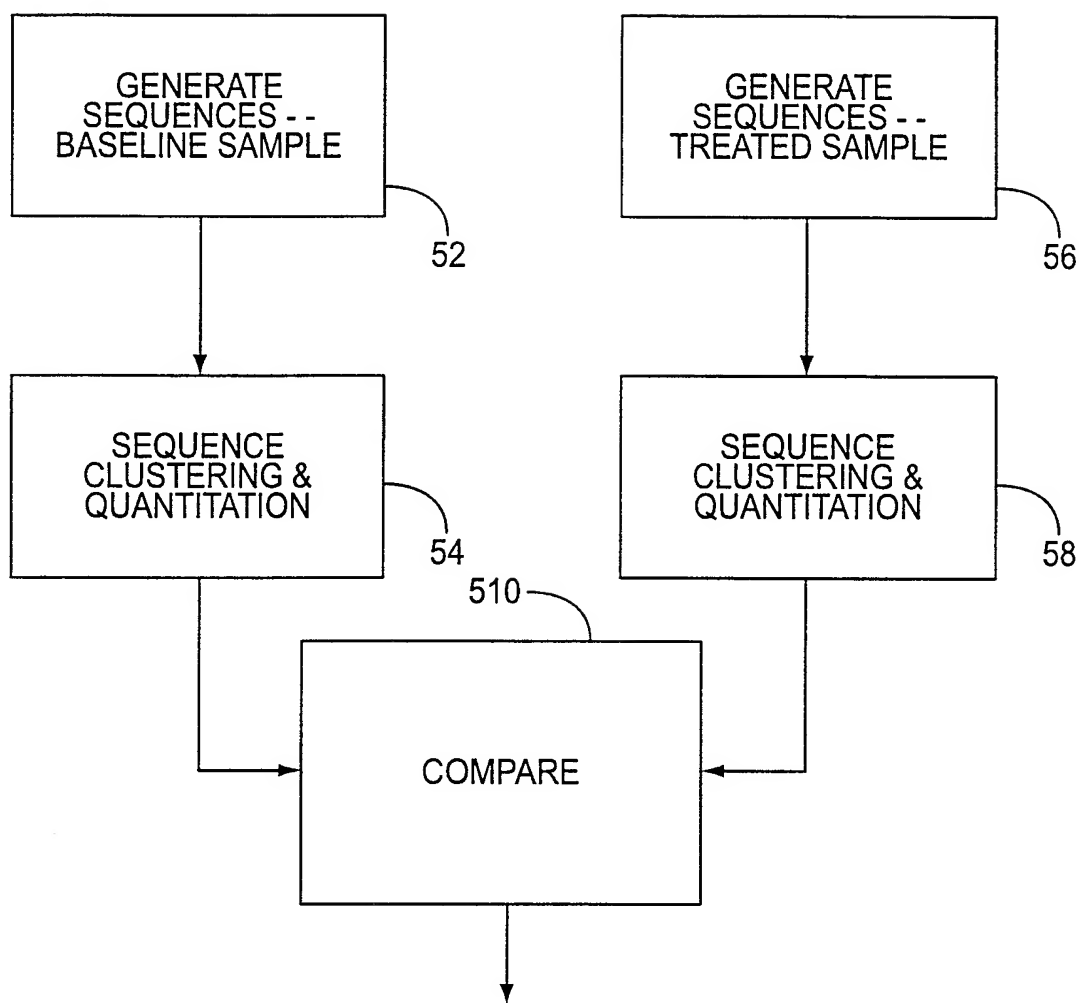 GENERATE
SEQUENCES - -
BASELINE SAMPLE
52
GENERATE
SEQUENCES - -
TREATED SAMPLE
56
SEQUENCE
CLUSTERING &
QUANTITATION
54
SEQUENCE
CLUSTERING &
QUANTITATION
58
510
COMPARE